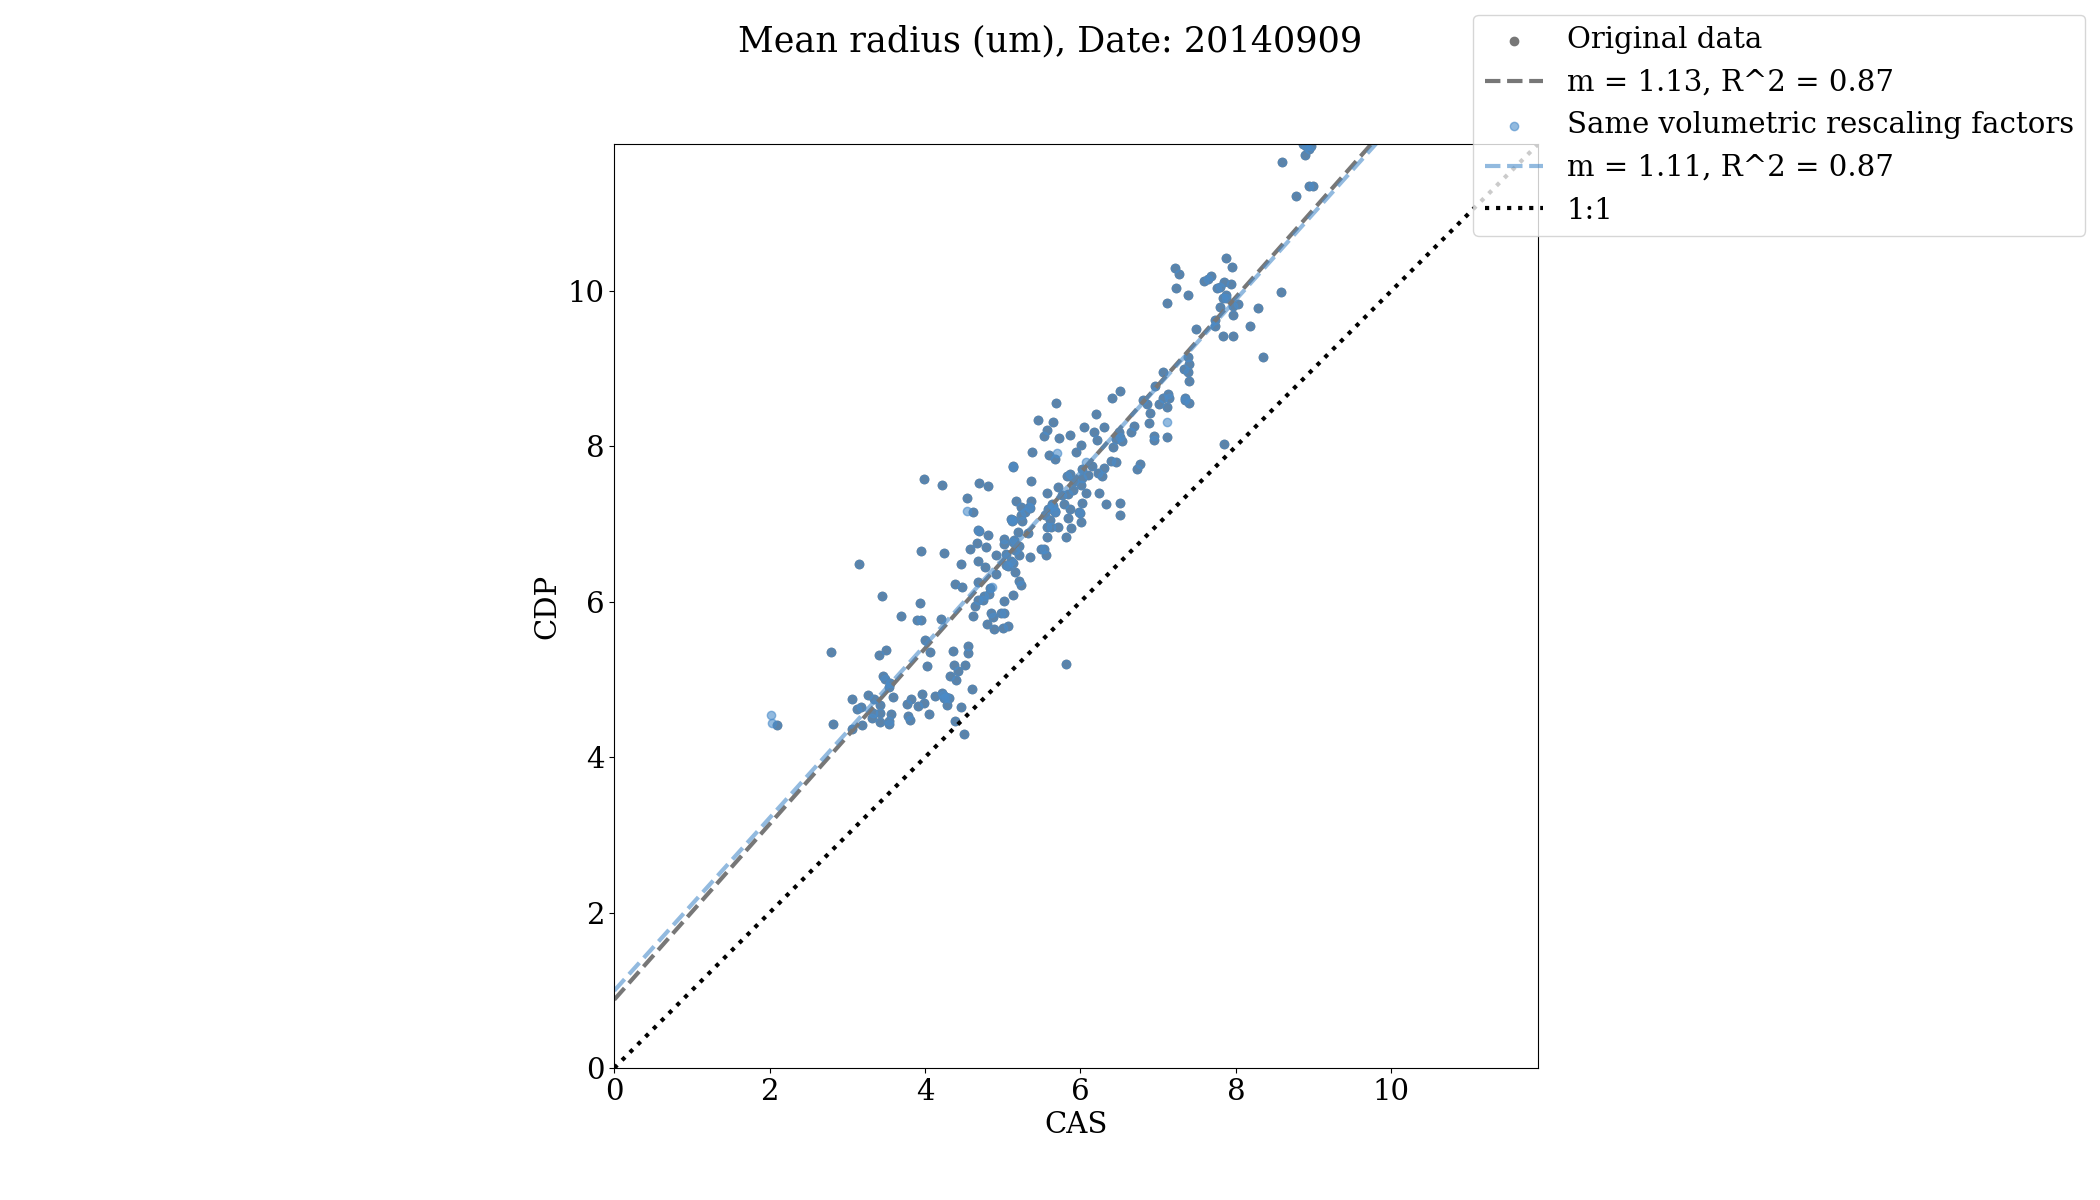 Mean radius (um), Date: 20140909
Original data
m = 1.13, R^2 = 0.87
Same volumetric rescaling factors
m = 1.11, R^2 = 0.87
1:1
CDP
10
8
6
4
2
0
0 2 4 6 8 10
CAS